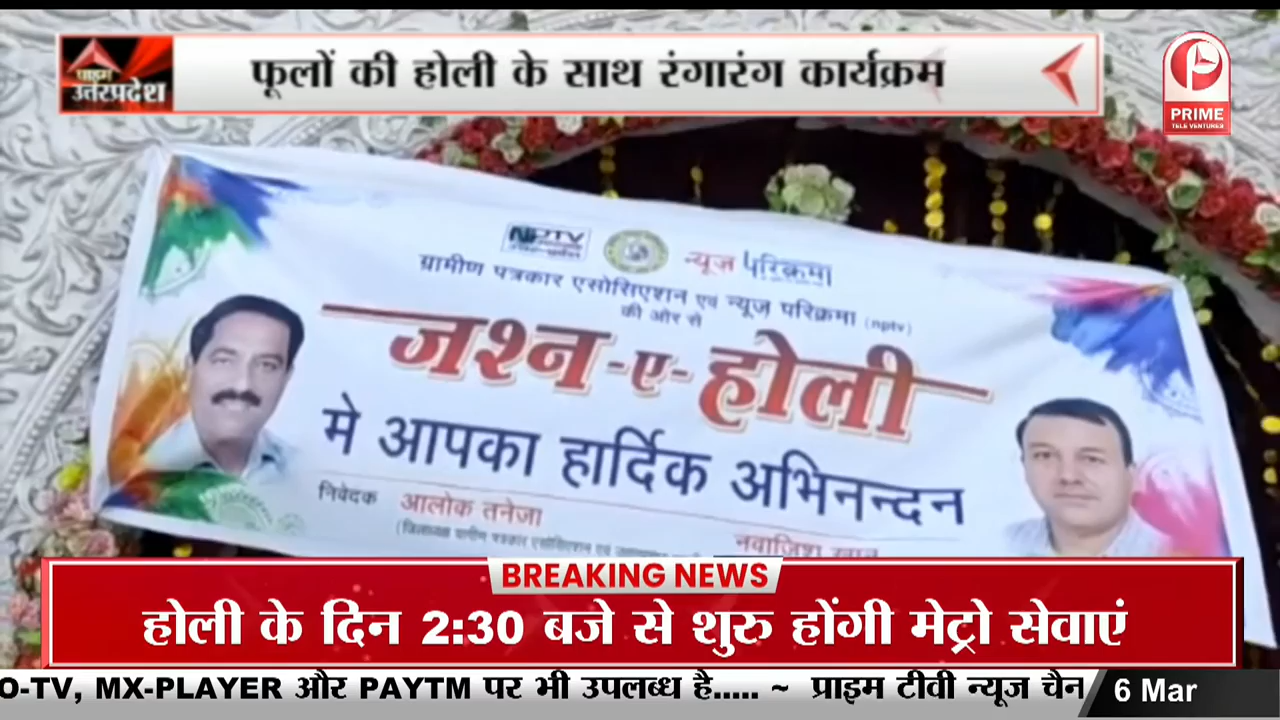 प्राइम
उत्तरप्रदेश
फूलों की होली के साथ रंगारंग कार्यक्रम
PRIME
TELE VENTURES
न्यूज़ परिक्रमा
ग्रामीण पत्रकार एसोसिएशन एवं न्यूज परिक्रमा (nptv)
की ओर से
जश्न -ए- होली
मे आपका हार्दिक अभिनन्दन
निवेदक आलोक तनेजा
BREAKING NEWS
होली के दिन 2:30 बजे से शुरु होंगी मेट्रो सेवाएं
O-TV, MX-PLAYER और PAYTM पर भी उपलब्ध है..... ~ प्राइम टीवी न्यूज चैन
6 Mar